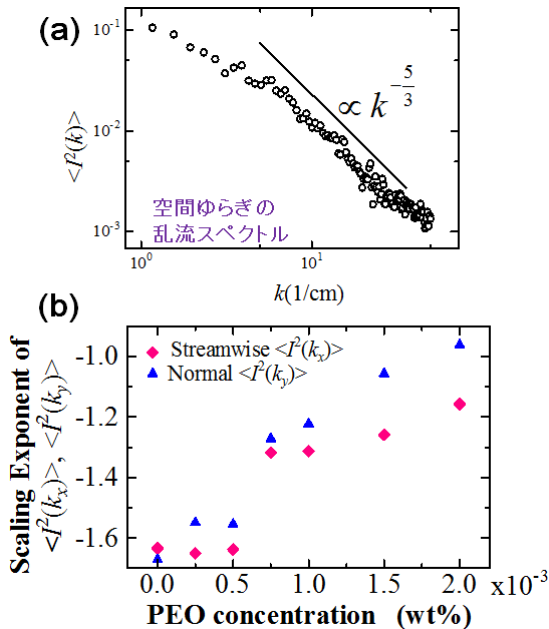 (a)
10⁻¹
10⁻²
10⁻³
<I²(k)>
∝ k^(-5/3)
空間ゆらぎの
乱流スペクトル
10⁰
10¹
k(1/cm)
(b)
Streamwise <I²(kₓ)>
Normal <I²(k_y)>
Scaling Exponent of
<I²(kₓ)>, <I²(k_y)>
-1.0
-1.2
-1.4
-1.6
0.0 0.5 1.0 1.5 2.0 ×10⁻³
PEO concentration (wt%)